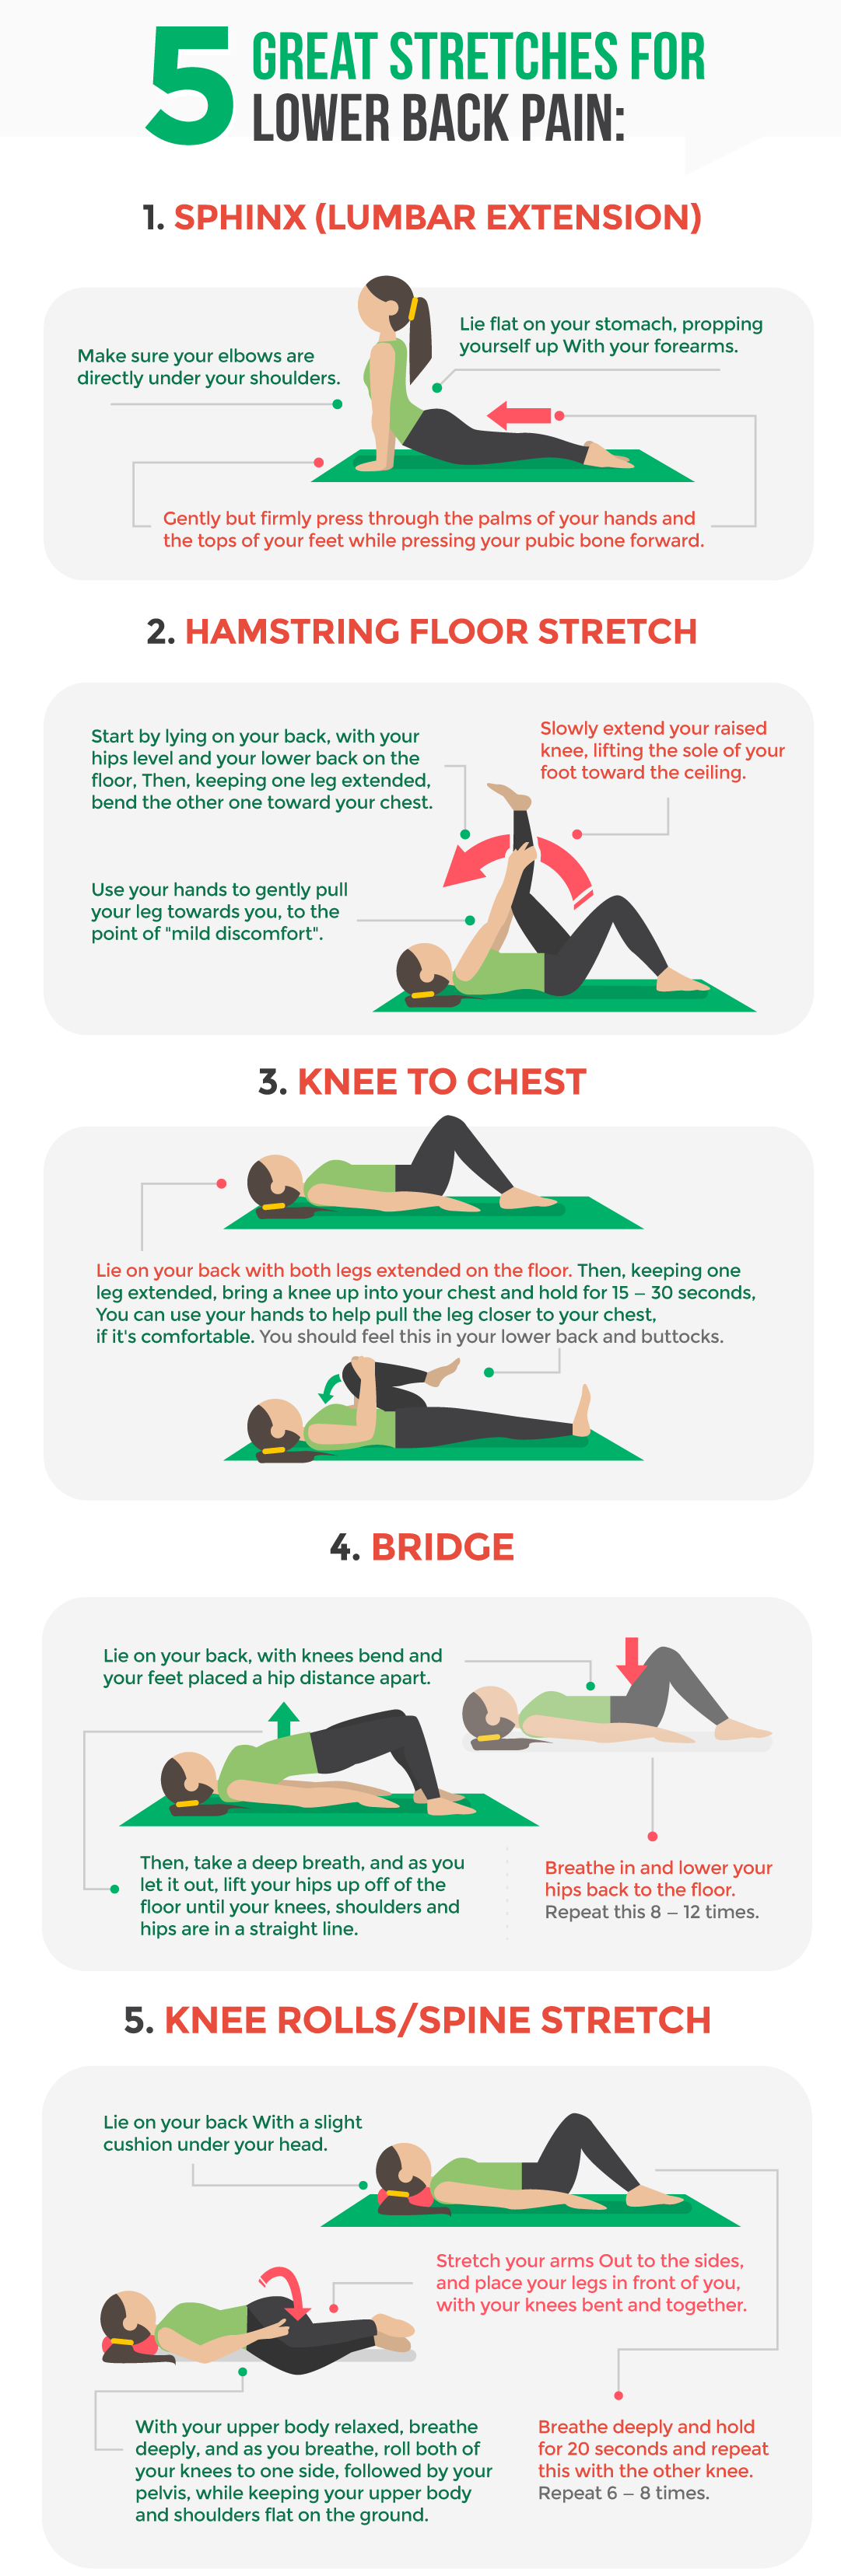 5 GREAT STRETCHES FOR
LOWER BACK PAIN:
1. SPHINX (LUMBAR EXTENSION)
Make sure your elbows are
directly under your shoulders.
Lie flat on your stomach, propping
yourself up With your forearms.
Gently but firmly press through the palms of your hands and
the tops of your feet while pressing your pubic bone forward.
2. HAMSTRING FLOOR STRETCH
Start by lying on your back, with your
hips level and your lower back on the
floor, Then, keeping one leg extended,
bend the other one toward your chest.
Slowly extend your raised
knee, lifting the sole of your
foot toward the ceiling.
Use your hands to gently pull
your leg towards you, to the
point of "mild discomfort".
3. KNEE TO CHEST
Lie on your back with both legs extended on the floor. Then, keeping one
leg extended, bring a knee up into your chest and hold for 15 – 30 seconds,
You can use your hands to help pull the leg closer to your chest,
if it's comfortable. You should feel this in your lower back and buttocks.
4. BRIDGE
Lie on your back, with knees bend and
your feet placed a hip distance apart.
Then, take a deep breath, and as you
let it out, lift your hips up off of the
floor until your knees, shoulders and
hips are in a straight line.
Breathe in and lower your
hips back to the floor.
Repeat this 8 – 12 times.
5. KNEE ROLLS/SPINE STRETCH
Lie on your back With a slight
cushion under your head.
Stretch your arms Out to the sides,
and place your legs in front of you,
with your knees bent and together.
With your upper body relaxed, breathe
deeply, and as you breathe, roll both of
your knees to one side, followed by your
pelvis, while keeping your upper body
and shoulders flat on the ground.
Breathe deeply and hold
for 20 seconds and repeat
this with the other knee.
Repeat 6 – 8 times.